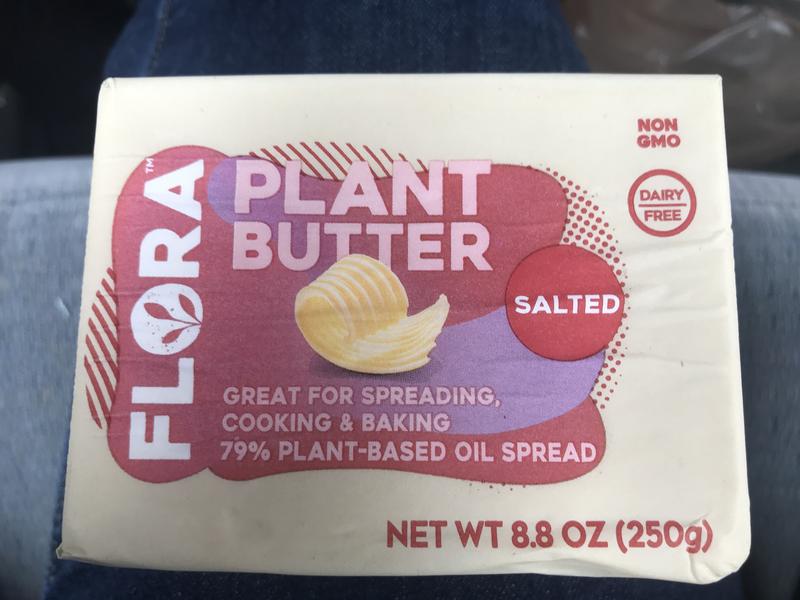 FLORA™
PLANT
BUTTER
SALTED
GREAT FOR SPREADING,
COOKING & BAKING
79% PLANT-BASED OIL SPREAD
NON
GMO
DAIRY
FREE
NET WT 8.8 OZ (250g)